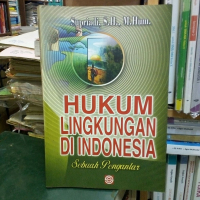 Supriadi, S.H., M.Hum.
HUKUM
LINGKUNGAN
DI INDONESIA
Sebuah Pengantar